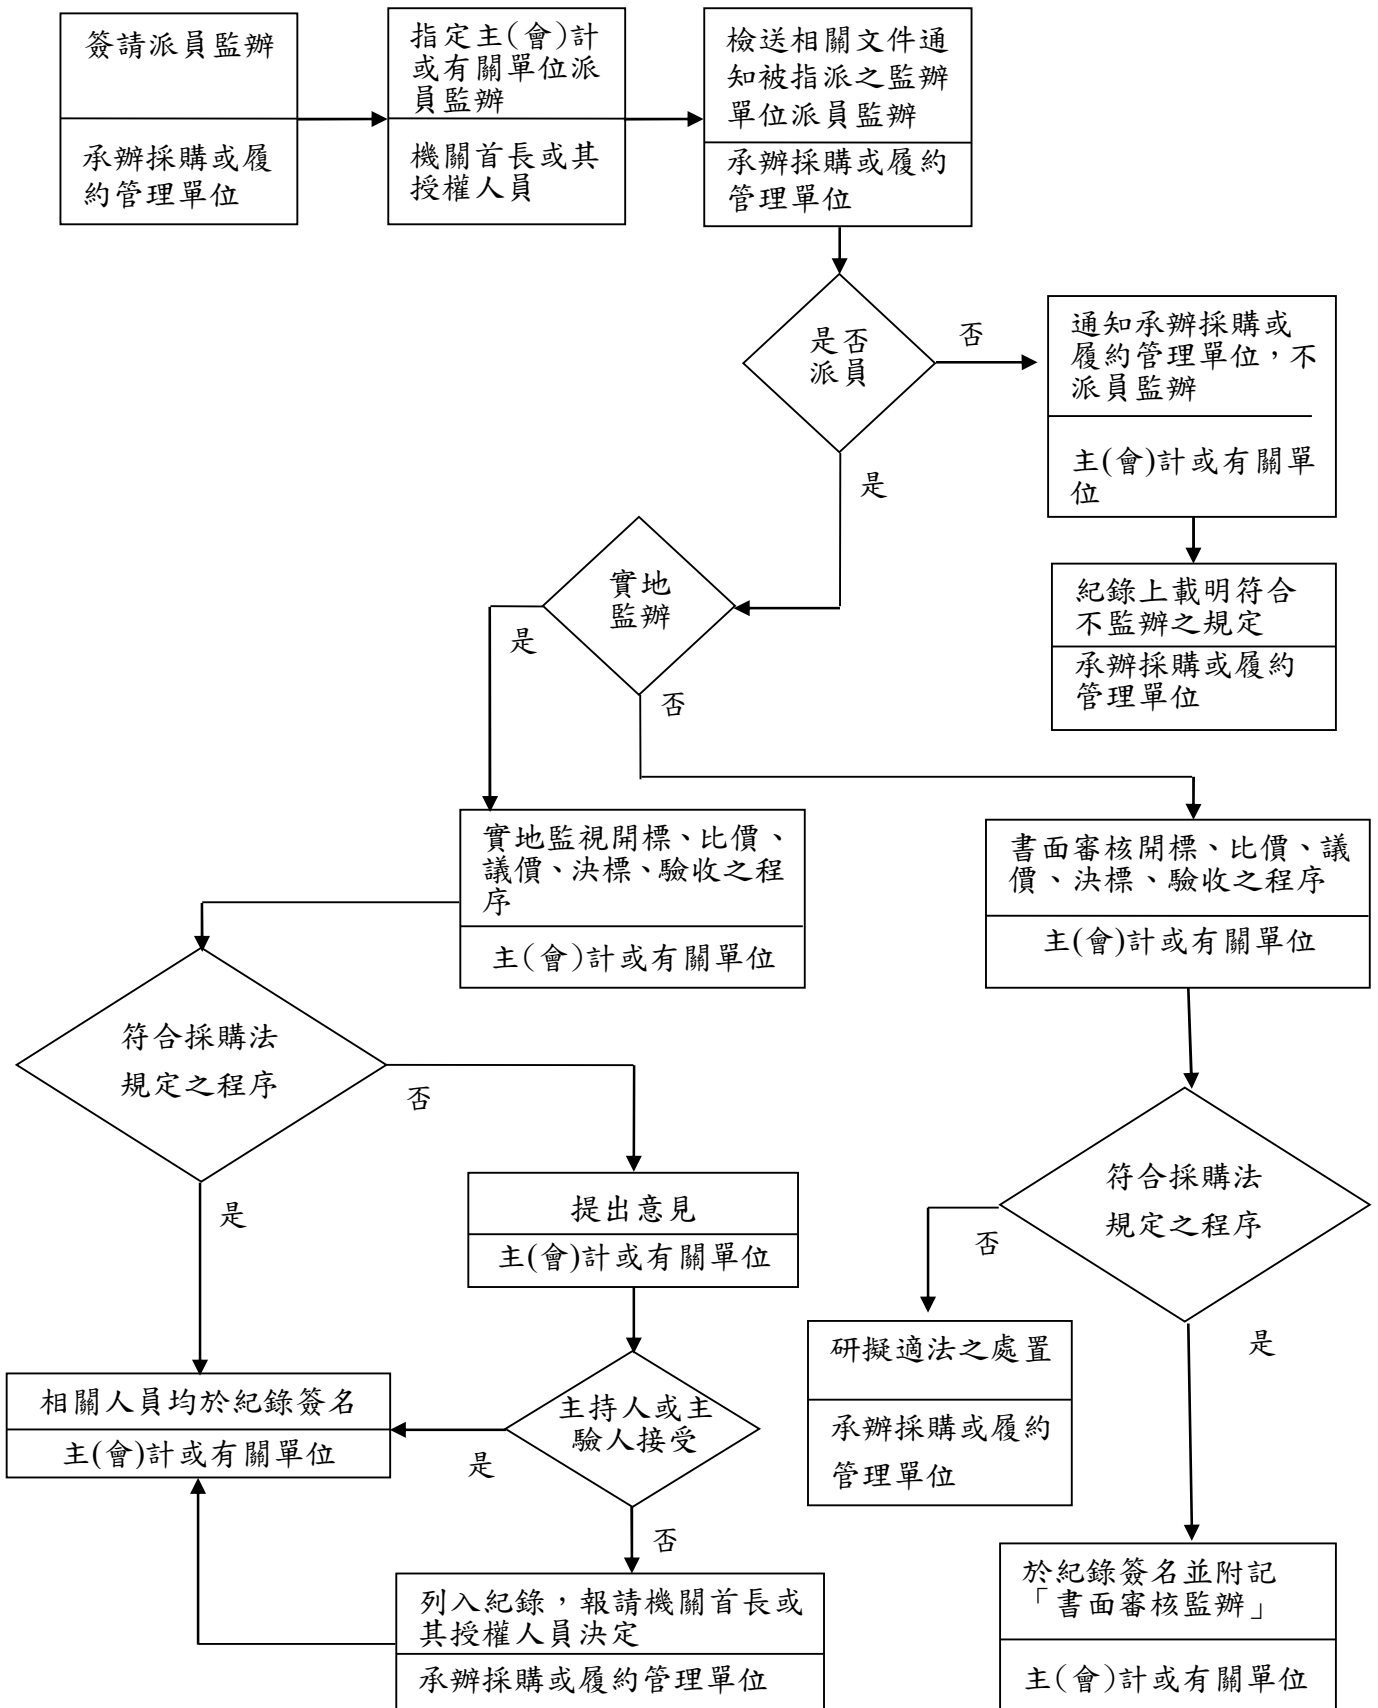 簽請派員監辦
承辦採購或履
約管理單位
指定主(會)計
或有關單位派
員監辦
機關首長或其
授權人員
檢送相關文件通
知被指派之監辦
單位派員監辦
承辦採購或履約
管理單位
是否
派員
否
是
通知承辦採購或
履約管理單位,不
派員監辦
主(會)計或有關單
位
紀錄上載明符合
不監辦之規定
承辦採購或履約
管理單位
實地
監辦
是
否
實地監視開標、比價、
議價、決標、驗收之程
序
主(會)計或有關單位
書面審核開標、比價、議
價、決標、驗收之程序
主(會)計或有關單位
符合採購法
規定之程序
否
是
提出意見
主(會)計或有關單位
符合採購法
規定之程序
否
是
研擬適法之處置
承辦採購或履約
管理單位
相關人員均於紀錄簽名
主(會)計或有關單位
主持人或主
驗人接受
是
否
列入紀錄,報請機關首長或
其授權人員決定
承辦採購或履約管理單位
於紀錄簽名並附記
「書面審核監辦」
主(會)計或有關單位